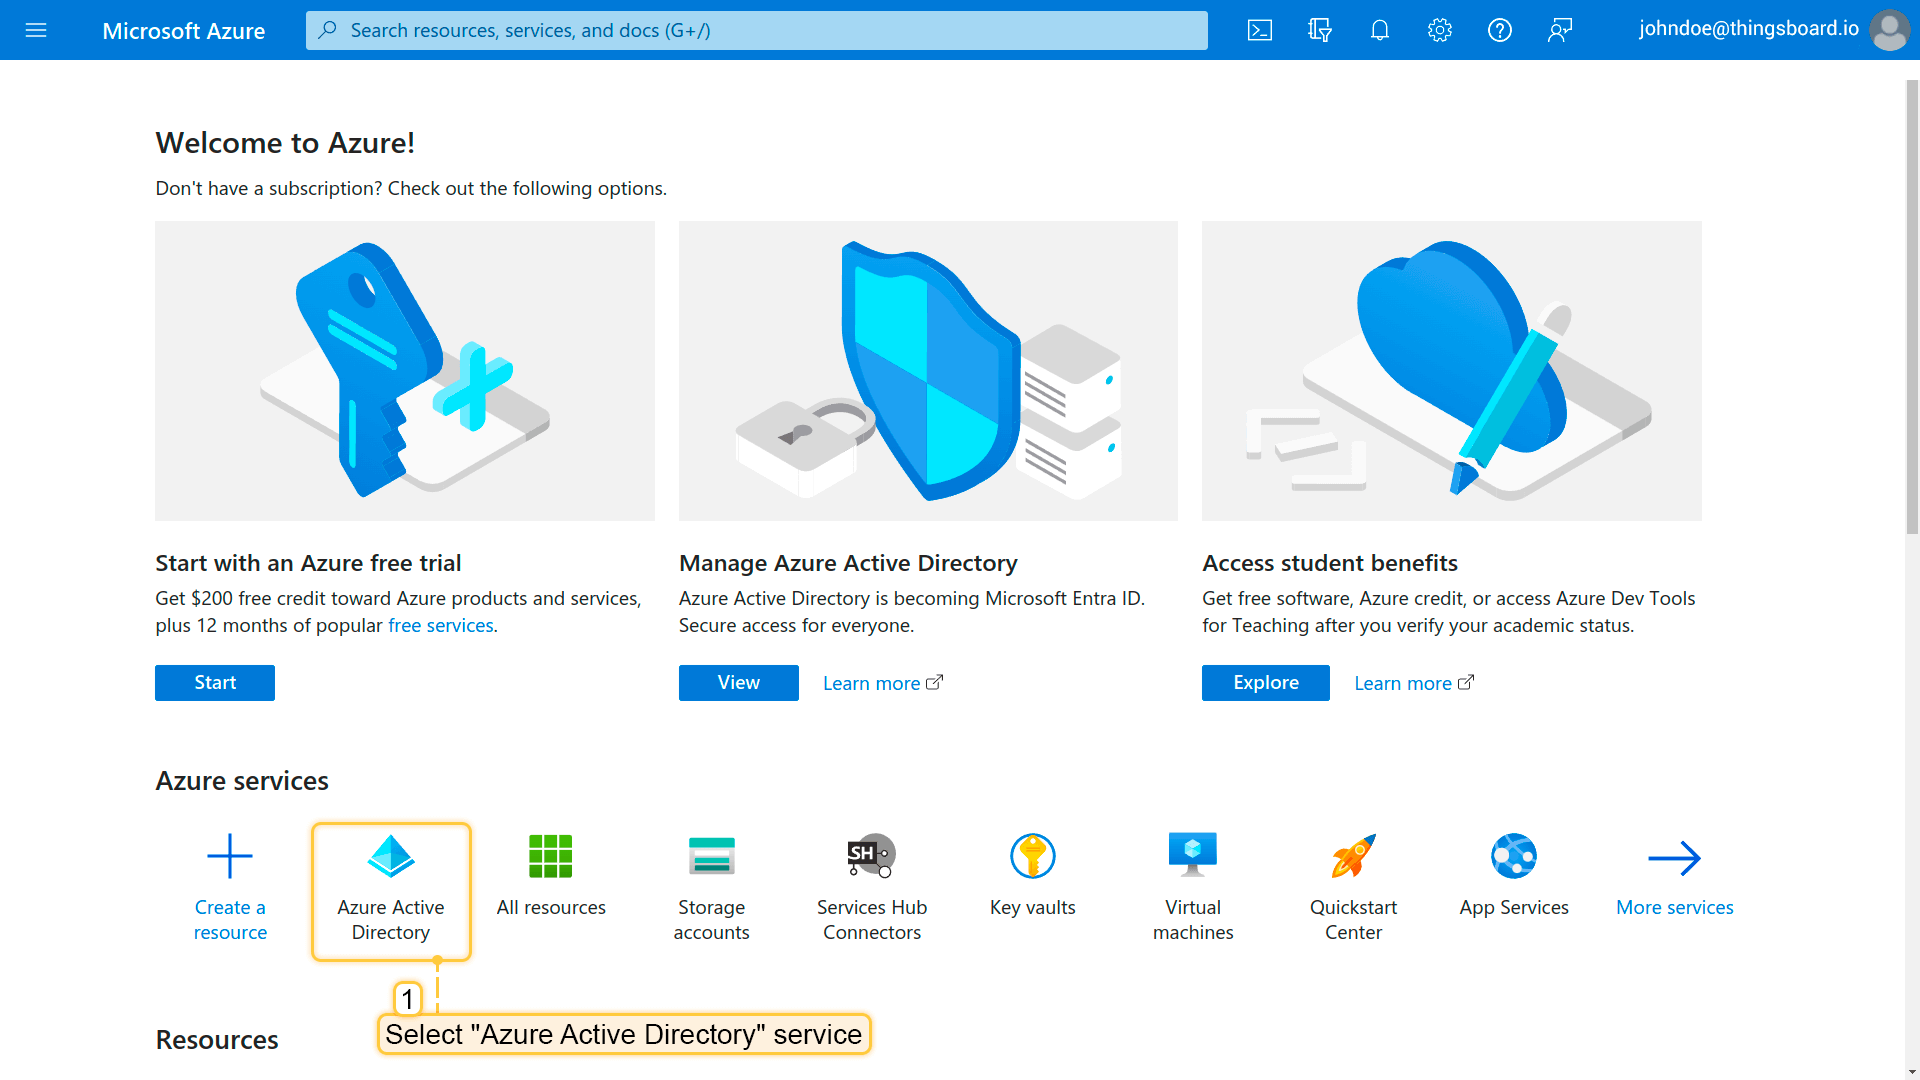 Microsoft Azure
Search resources, services, and docs (G+/)
johndoe@thingsboard.io
Welcome to Azure!
Don't have a subscription? Check out the following options.
Start with an Azure free trial
Get $200 free credit toward Azure products and services,
plus 12 months of popular free services.
Start
Manage Azure Active Directory
Azure Active Directory is becoming Microsoft Entra ID.
Secure access for everyone.
View
Learn more
Access student benefits
Get free software, Azure credit, or access Azure Dev Tools
for Teaching after you verify your academic status.
Explore
Learn more
Azure services
Create a
resource
Azure Active
Directory
All resources
Storage
accounts
SH
Services Hub
Connectors
Key vaults
Virtual
machines
Quickstart
Center
App Services
More services
1
Select "Azure Active Directory" service
Resources